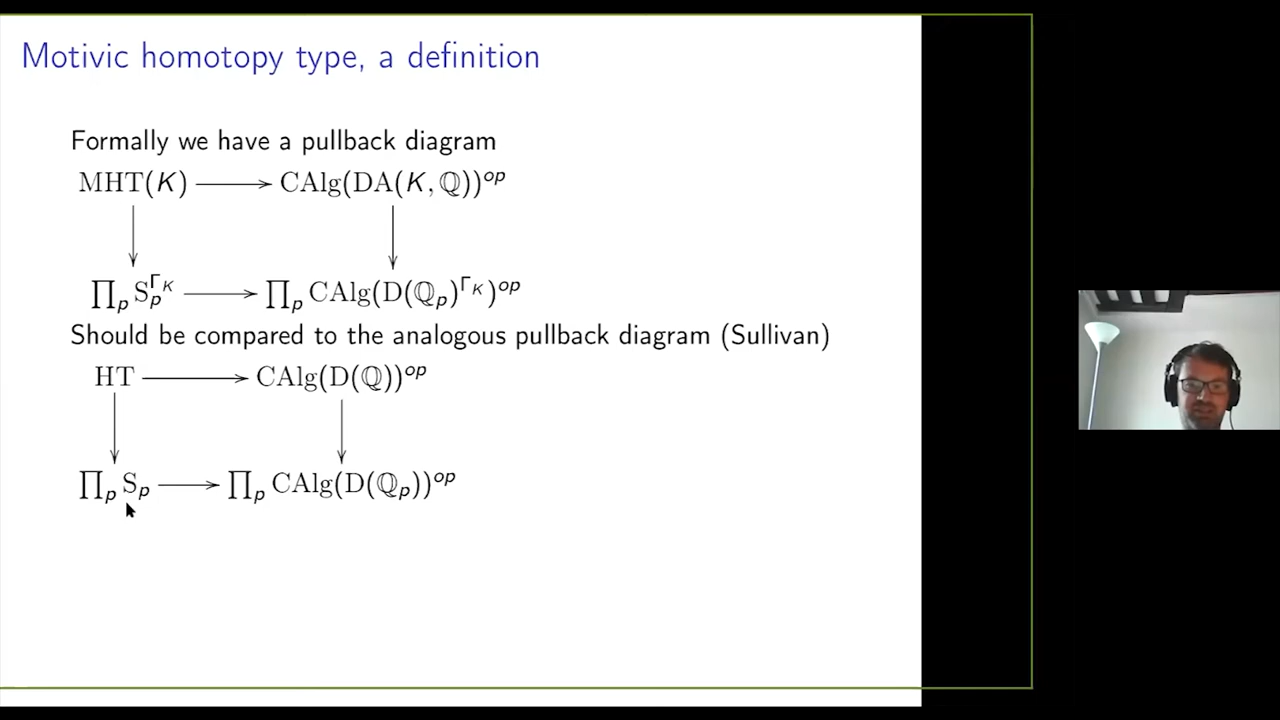 Motivic homotopy type, a definition
Formally we have a pullback diagram
MHT(K) ⟶ CAlg(DA(K, ℚ))^{op}
∏_p S_p^{Γ_K} ⟶ ∏_p CAlg(D(ℚ_p)^{Γ_K})^{op}
Should be compared to the analogous pullback diagram (Sullivan)
HT ⟶ CAlg(D(ℚ))^{op}
∏_p S_p ⟶ ∏_p CAlg(D(ℚ_p))^{op}